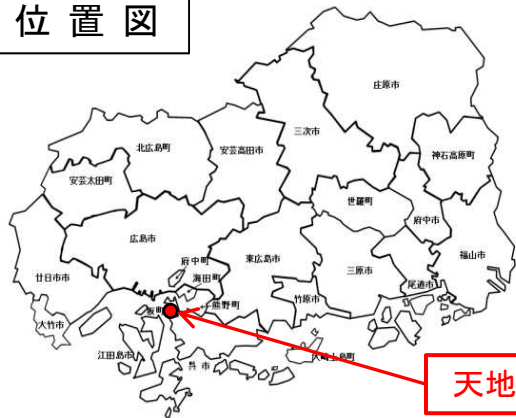 位置図
庄原市
三次市
北広島町
安芸高田市
神石高原町
安芸太田町
世羅町
府中市
広島市
府中町
東広島市
三原市
福山市
廿日市市
海田町
尾道市
竹原市
熊野町
坂町
大竹市
江田島市
呉市
大崎上島町
天地